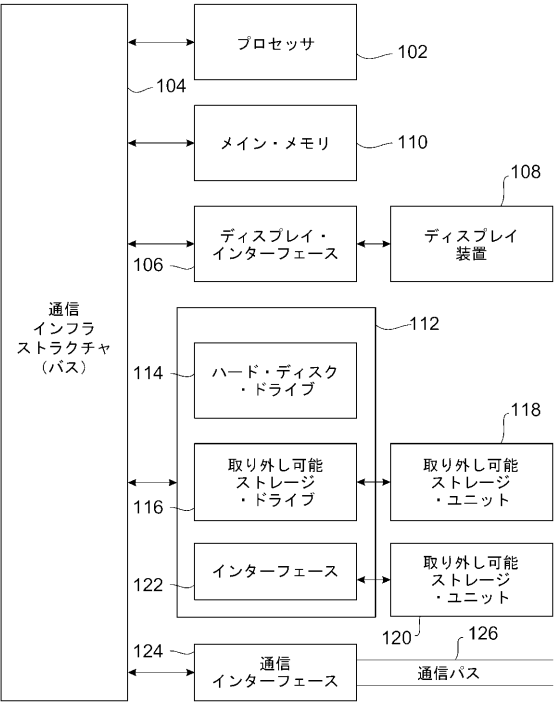 プロセッサ
102
104
メイン・メモリ
110
108
ディスプレイ・
インターフェース
106
ディスプレイ
装置
通信
インフラ
ストラクチャ
(バス)
112
114
ハード・ディスク
・ドライブ
118
取り外し可能
ストレージ
・ドライブ
116
取り外し可能
ストレージ
・ユニット
インターフェース
122
取り外し可能
ストレージ
・ユニット
120
124
通信
インターフェース
126
通信パス